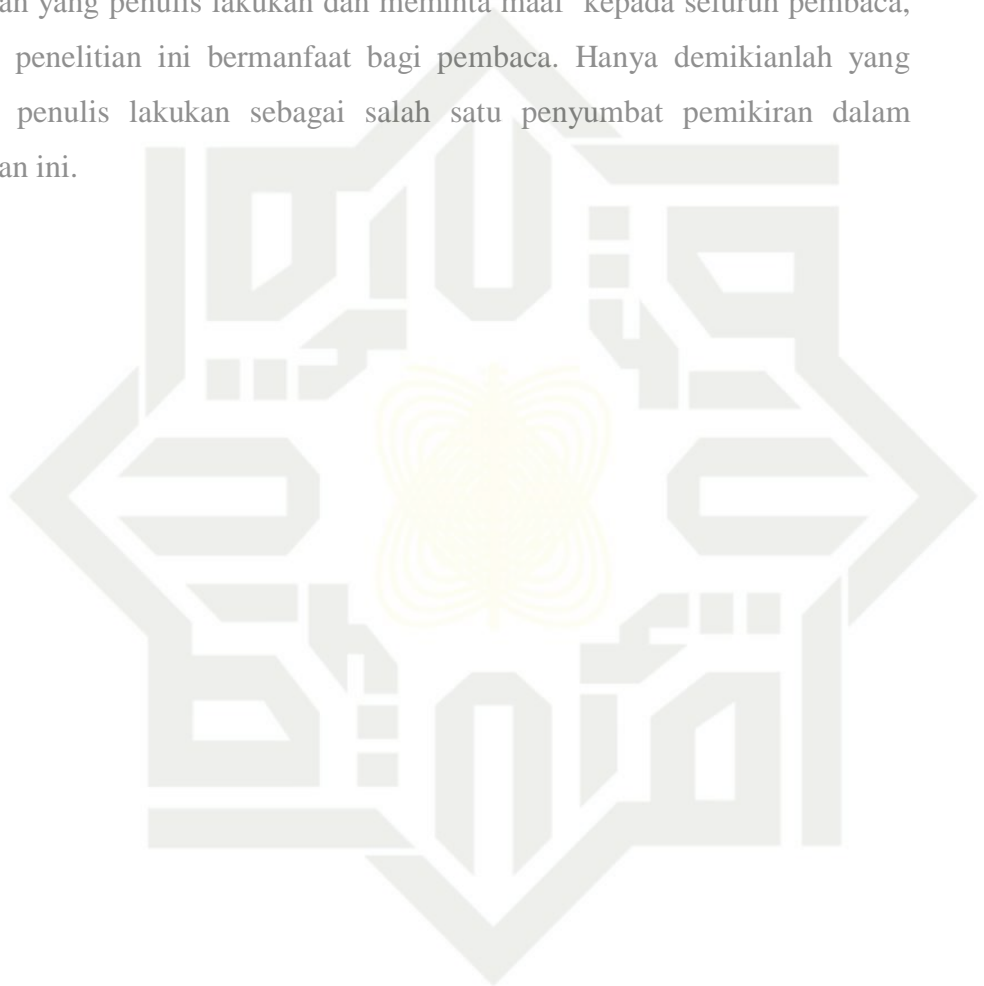 an yang penulis lakukan dan meminta maaf kepada seluruh pembaca,
penelitian ini bermanfaat bagi pembaca. Hanya demikianlah yang
penulis lakukan sebagai salah satu penyumbat pemikiran dalam
an ini.